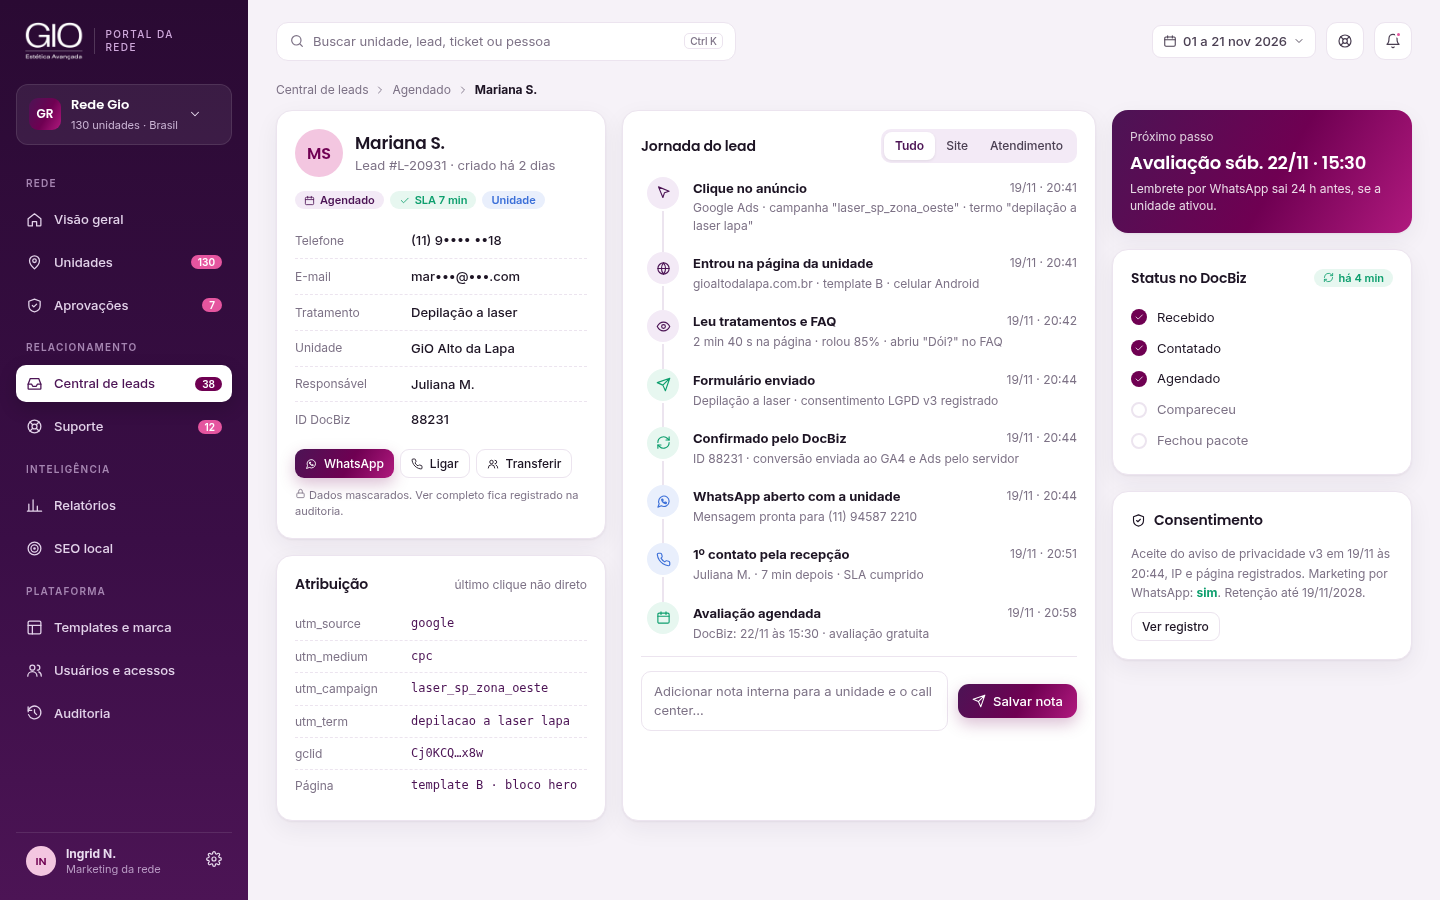 GIO
Estética Avançada
PORTAL DA
REDE
GR
Rede Gio
130 unidades · Brasil
REDE
Visão geral
Unidades
130
Aprovações
7
RELACIONAMENTO
Central de leads
38
Suporte
12
INTELIGÊNCIA
Relatórios
SEO local
PLATAFORMA
Templates e marca
Usuários e acessos
Auditoria
IN
Ingrid N.
Marketing da rede
Buscar unidade, lead, ticket ou pessoa
Ctrl K
01 a 21 nov 2026
Central de leads > Agendado > Mariana S.
MS
Mariana S.
Lead #L-20931 · criado há 2 dias
Agendado
SLA 7 min
Unidade
Telefone (11) 9•••• ••18
E-mail mar•••@•••.com
Tratamento Depilação a laser
Unidade GiO Alto da Lapa
Responsável Juliana M.
ID DocBiz 88231
WhatsApp
Ligar
Transferir
Dados mascarados. Ver completo fica registrado na
auditoria.
Atribuição
último clique não direto
utm_source google
utm_medium cpc
utm_campaign laser_sp_zona_oeste
utm_term depilacao a laser lapa
gclid Cj0KCQ…x8w
Página template B · bloco hero
Jornada do lead
Tudo
Site
Atendimento
Clique no anúncio 19/11 · 20:41
Google Ads · campanha "laser_sp_zona_oeste" · termo "depilação a
laser lapa"
Entrou na página da unidade 19/11 · 20:41
gioaltodalapa.com.br · template B · celular Android
Leu tratamentos e FAQ 19/11 · 20:42
2 min 40 s na página · rolou 85% · abriu "Dói?" no FAQ
Formulário enviado 19/11 · 20:44
Depilação a laser · consentimento LGPD v3 registrado
Confirmado pelo DocBiz 19/11 · 20:44
ID 88231 · conversão enviada ao GA4 e Ads pelo servidor
WhatsApp aberto com a unidade 19/11 · 20:44
Mensagem pronta para (11) 94587 2210
1º contato pela recepção 19/11 · 20:51
Juliana M. · 7 min depois · SLA cumprido
Avaliação agendada 19/11 · 20:58
DocBiz: 22/11 às 15:30 · avaliação gratuita
Adicionar nota interna para a unidade e o call
center...
Salvar nota
Próximo passo
Avaliação sáb. 22/11 · 15:30
Lembrete por WhatsApp sai 24 h antes, se a
unidade ativou.
Status no DocBiz
há 4 min
Recebido
Contatado
Agendado
Compareceu
Fechou pacote
Consentimento
Aceite do aviso de privacidade v3 em 19/11 às
20:44, IP e página registrados. Marketing por
WhatsApp: sim. Retenção até 19/11/2028.
Ver registro